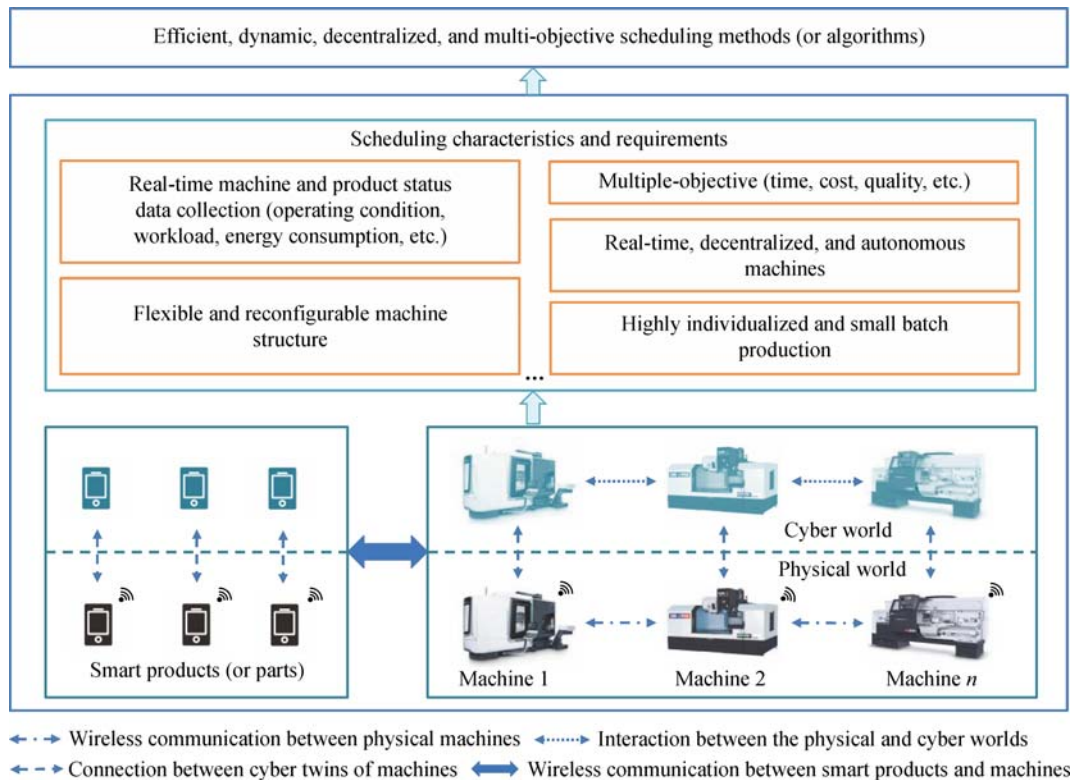 Efficient, dynamic, decentralized, and multi-objective scheduling methods (or algorithms)
Scheduling characteristics and requirements
Real-time machine and product status
data collection (operating condition,
workload, energy consumption, etc.)
Multiple-objective (time, cost, quality, etc.)
Real-time, decentralized, and autonomous
machines
Flexible and reconfigurable machine
structure
Highly individualized and small batch
production
...
Cyber world
Physical world
Smart products (or parts)
Machine 1
Machine 2
Machine n
Wireless communication between physical machines
Interaction between the physical and cyber worlds
Connection between cyber twins of machines
Wireless communication between smart products and machines